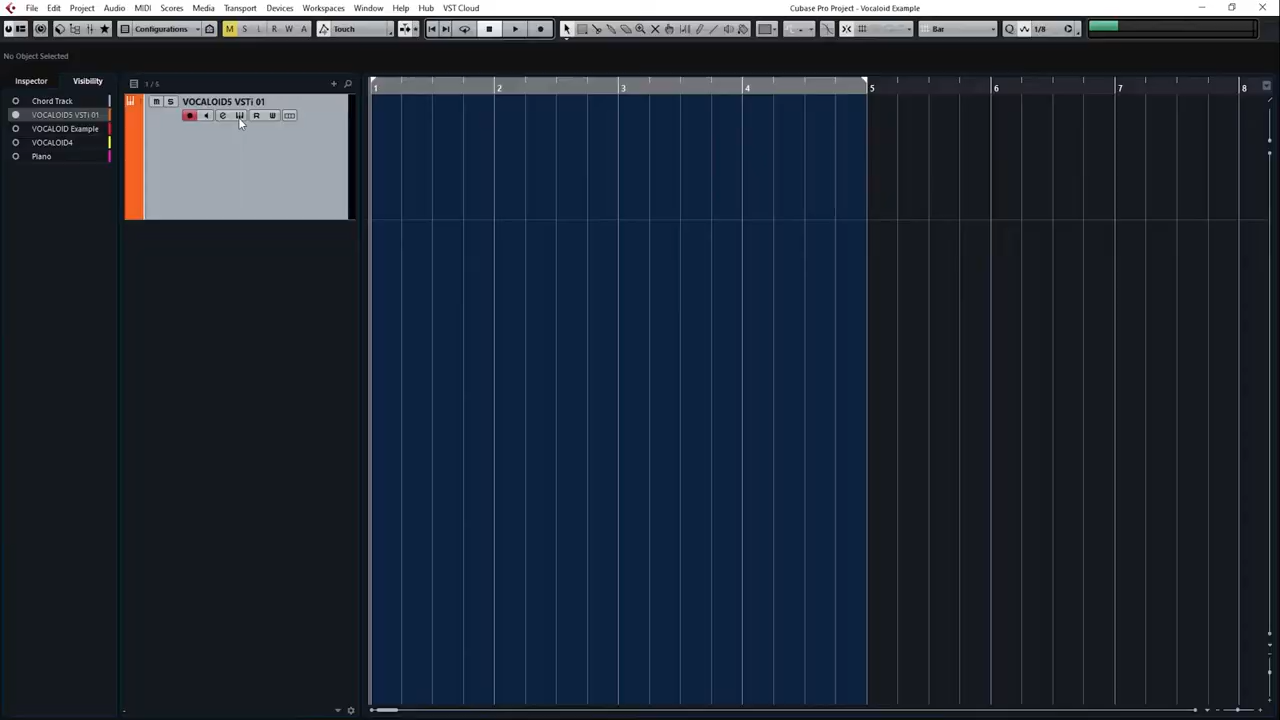 File Edit Project Audio MIDI Scores Media Transport Devices Workspaces Window Help Hub VST Cloud
Cubase Pro Project - Vocaloid Example
Configurations M S L R W A Touch Bar Q 1/8
No Object Selected
Inspector Visibility
1 / 5
1 2 3 4 5 6 7 8
Chord Track
VOCALOID5 VSTi 01
VOCALOID Example
VOCALOID4
Piano
m S VOCALOID5 VSTi 01
R W